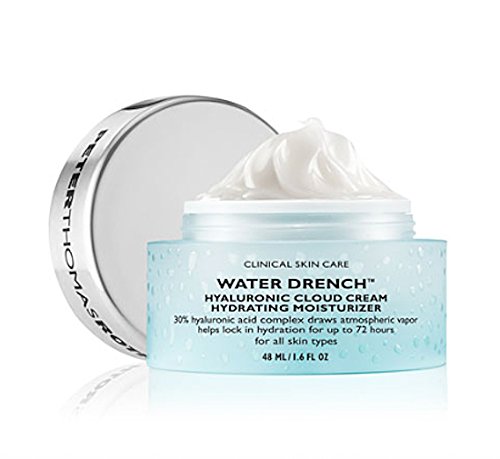 PETERTHOMASROT
CLINICAL SKIN CARE
WATER DRENCH™
HYALURONIC CLOUD CREAM
HYDRATING MOISTURIZER
30% hyaluronic acid complex draws atmospheric vapor
helps lock in hydration for up to 72 hours
for all skin types
48 ML/1.6 FL OZ